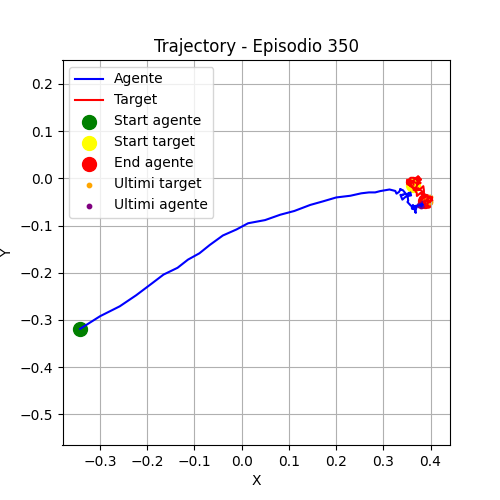 Trajectory - Episodio 350
Agente
Target
Start agente
Start target
End agente
Ultimi target
Ultimi agente
0.2
0.1
0.0
−0.1
−0.2
−0.3
−0.4
−0.5
Y
−0.3
−0.2
−0.1
0.0
0.1
0.2
0.3
0.4
X